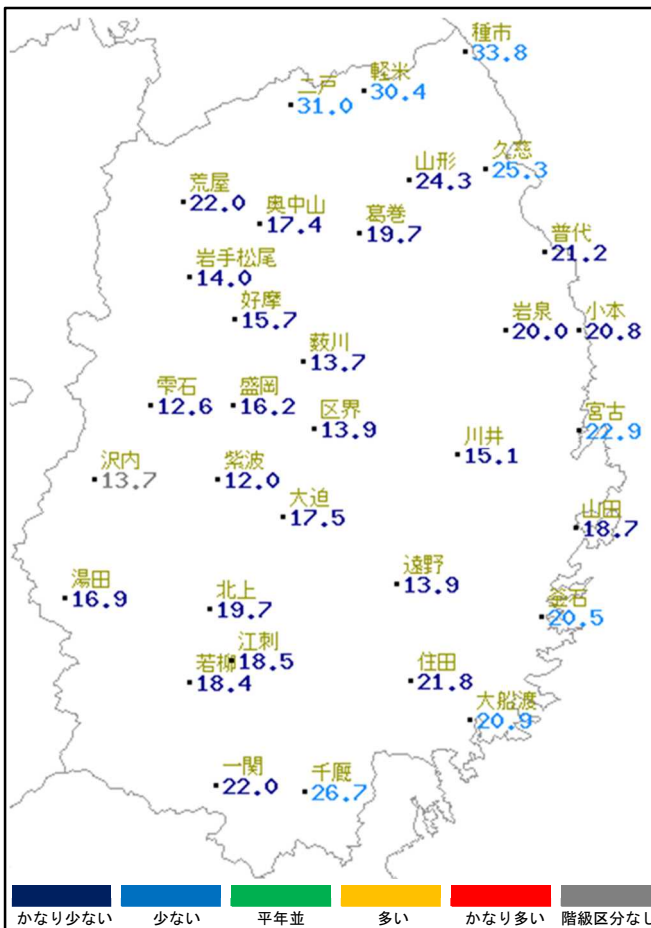 種市
33.8
軽米
30.4
二戸
31.0
久慈
25.3
山形
24.3
荒屋
22.0
奥中山
17.4
葛巻
19.7
普代
21.2
岩手松尾
14.0
好摩
15.7
岩泉
20.0
小本
20.8
薮川
13.7
雫石
12.6
盛岡
16.2
区界
13.9
宮古
22.9
川井
15.1
沢内
13.7
紫波
12.0
大迫
17.5
山田
18.7
遠野
13.9
湯田
16.9
北上
19.7
釜石
20.5
江刺
18.5
若柳
18.4
住田
21.8
大船渡
20.9
一関
22.0
千厩
26.7
かなり少ない
少ない
平年並
多い
かなり多い
階級区分なし